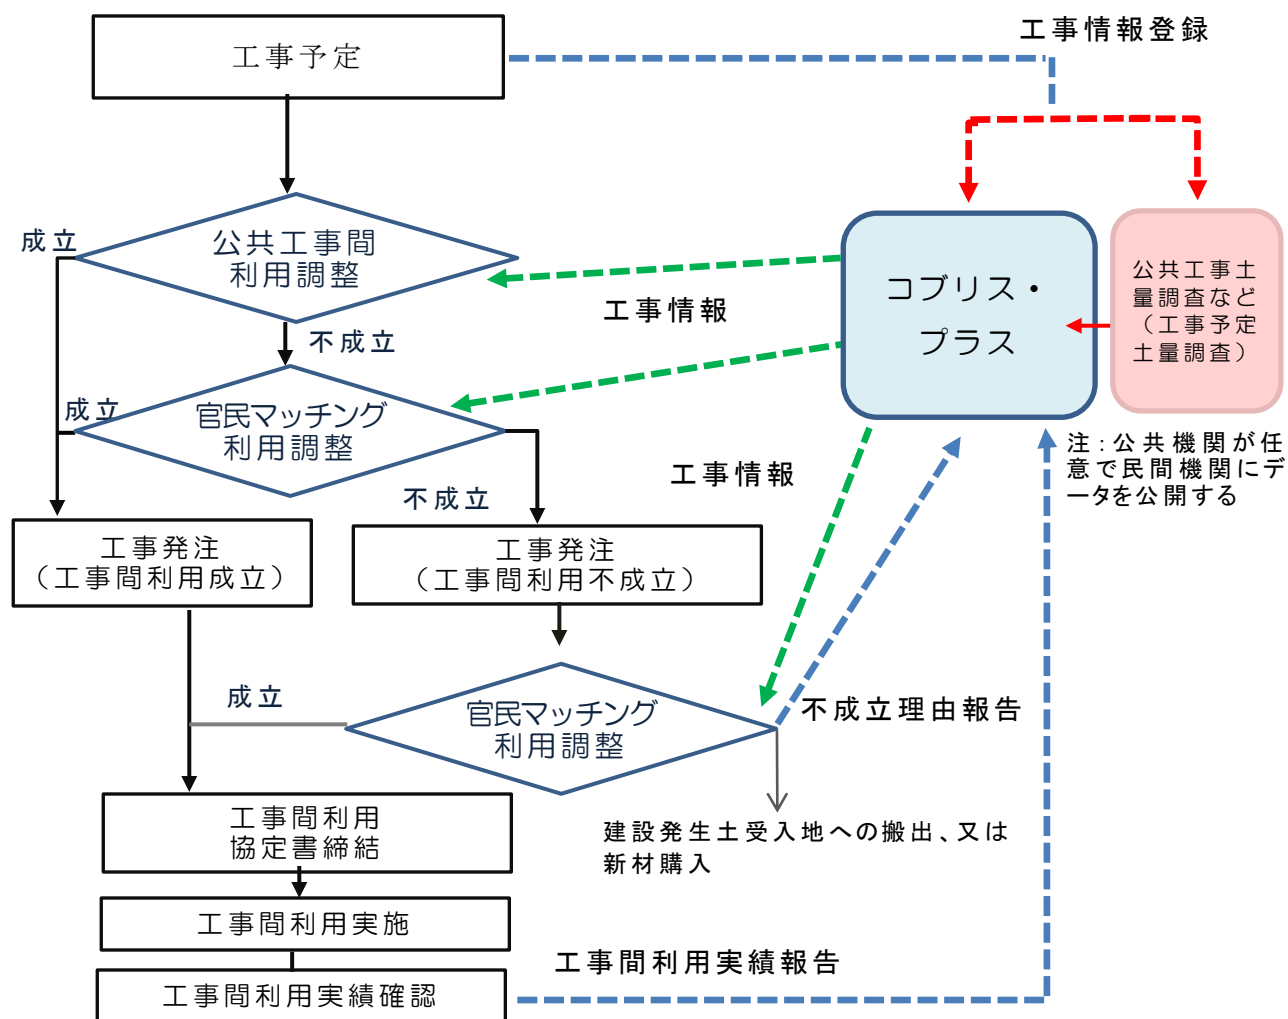 工事予定
工事情報登録
成立
公共工事間
利用調整
工事情報
コブリス・
プラス
公共工事土
量調査など
（工事予定
土量調査）
不成立
成立
官民マッチング
利用調整
工事情報
注：公共機関が任
意で民間機関にデ
ータを公開する
不成立
工事発注
（工事間利用成立）
工事発注
（工事間利用不成立）
成立
官民マッチング
利用調整
不成立理由報告
工事間利用
協定書締結
建設発生土受入地への搬出、又は
新材購入
工事間利用実施
工事間利用実績報告
工事間利用実績確認